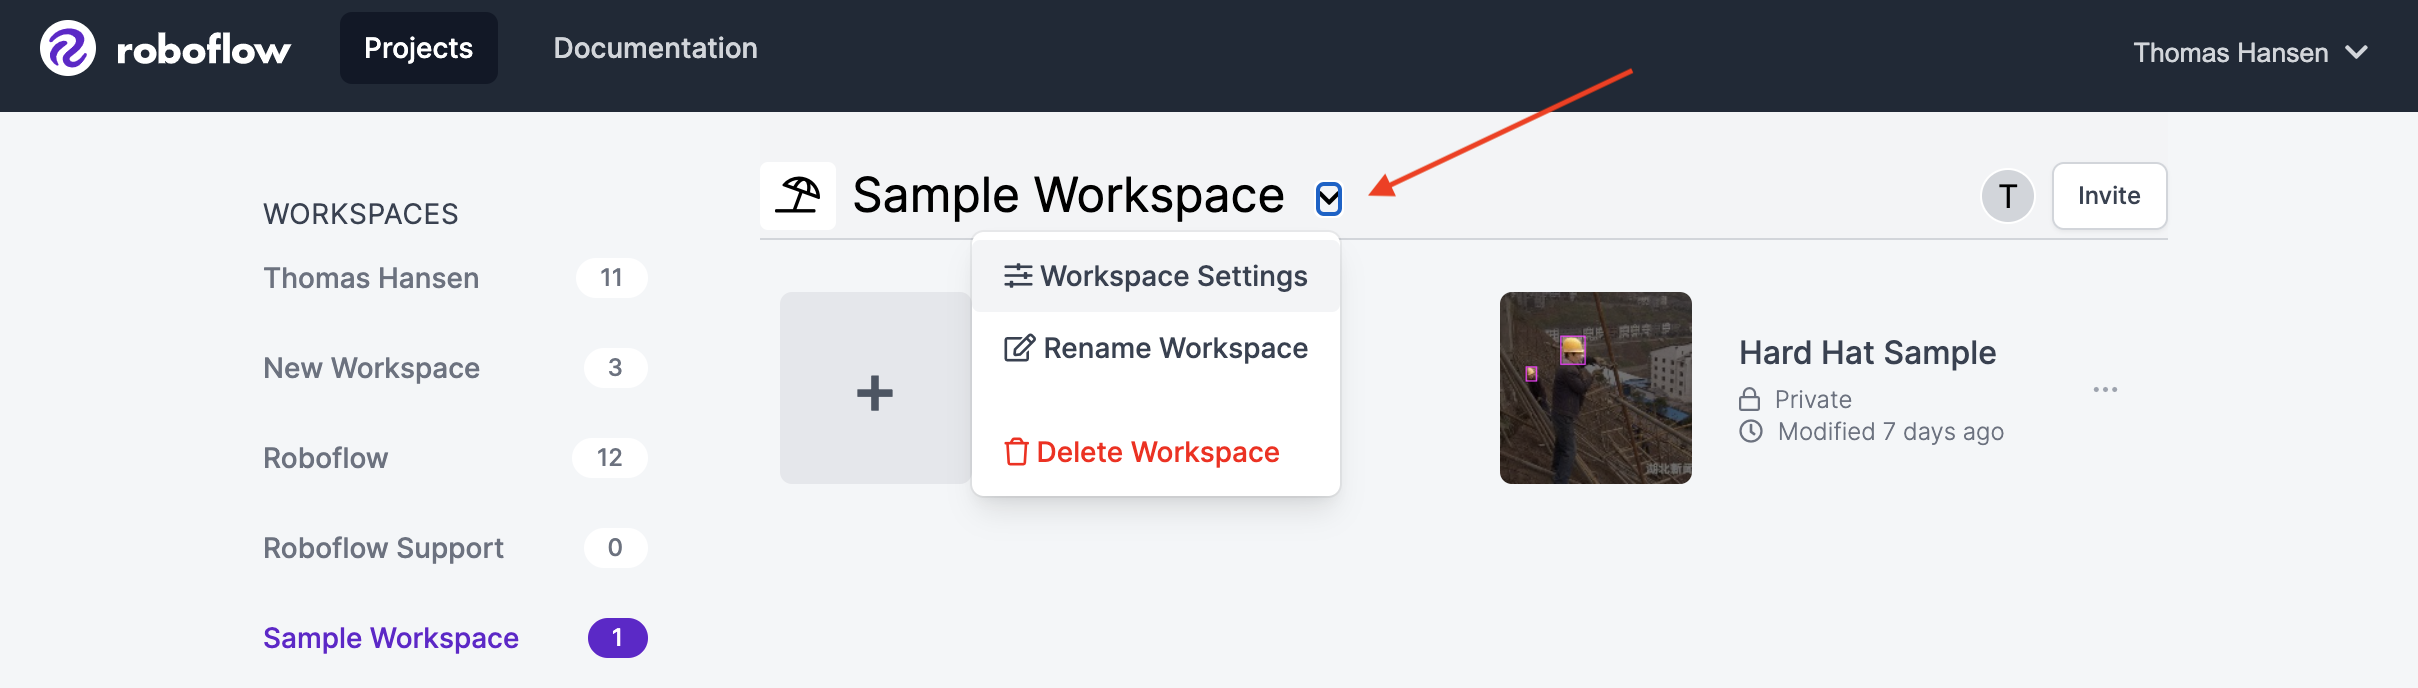 roboflow
Projects
Documentation
Thomas Hansen
WORKSPACES
Thomas Hansen 11
New Workspace 3
Roboflow 12
Roboflow Support 0
Sample Workspace 1
Sample Workspace
T
Invite
Workspace Settings
Rename Workspace
Delete Workspace
Hard Hat Sample
Private
Modified 7 days ago